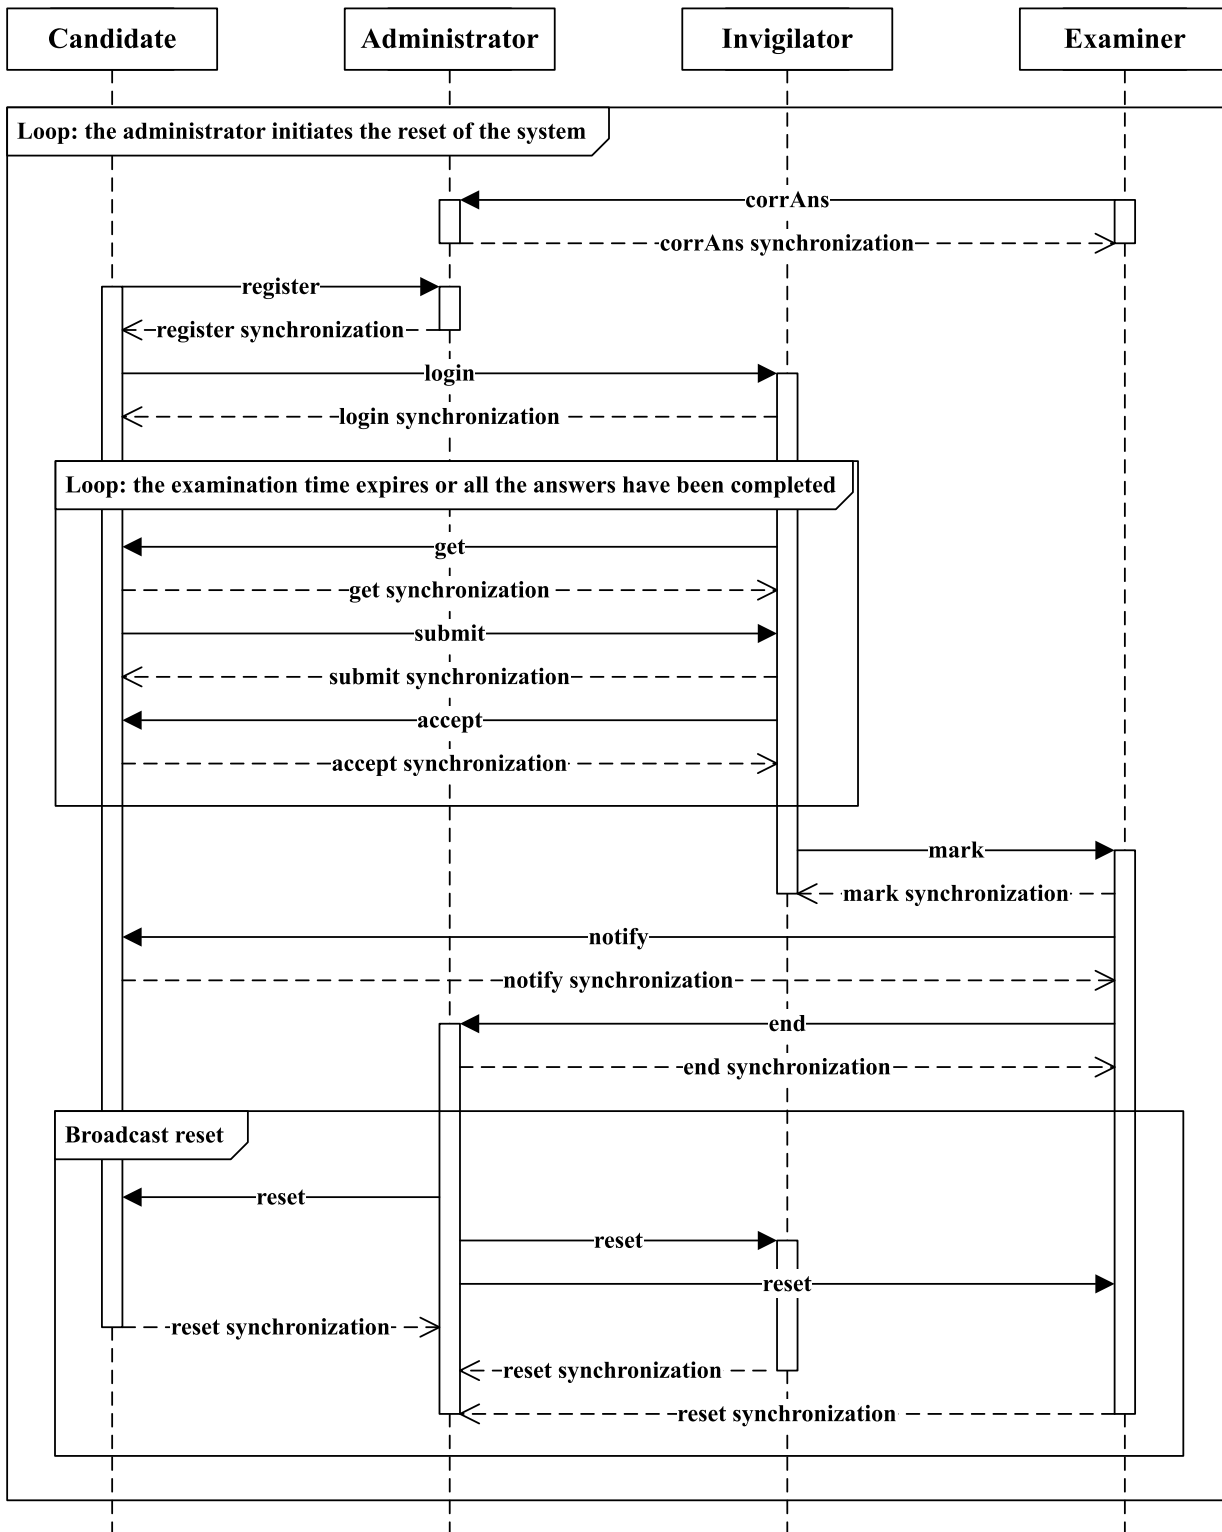 Candidate
Administrator
Invigilator
Examiner
Loop: the administrator initiates the reset of the system
corrAns
corrAns synchronization
register
register synchronization
login
login synchronization
Loop: the examination time expires or all the answers have been completed
get
get synchronization
submit
submit synchronization
accept
accept synchronization
mark
mark synchronization
notify
notify synchronization
end
end synchronization
Broadcast reset
reset
reset
reset
reset synchronization
reset synchronization
reset synchronization